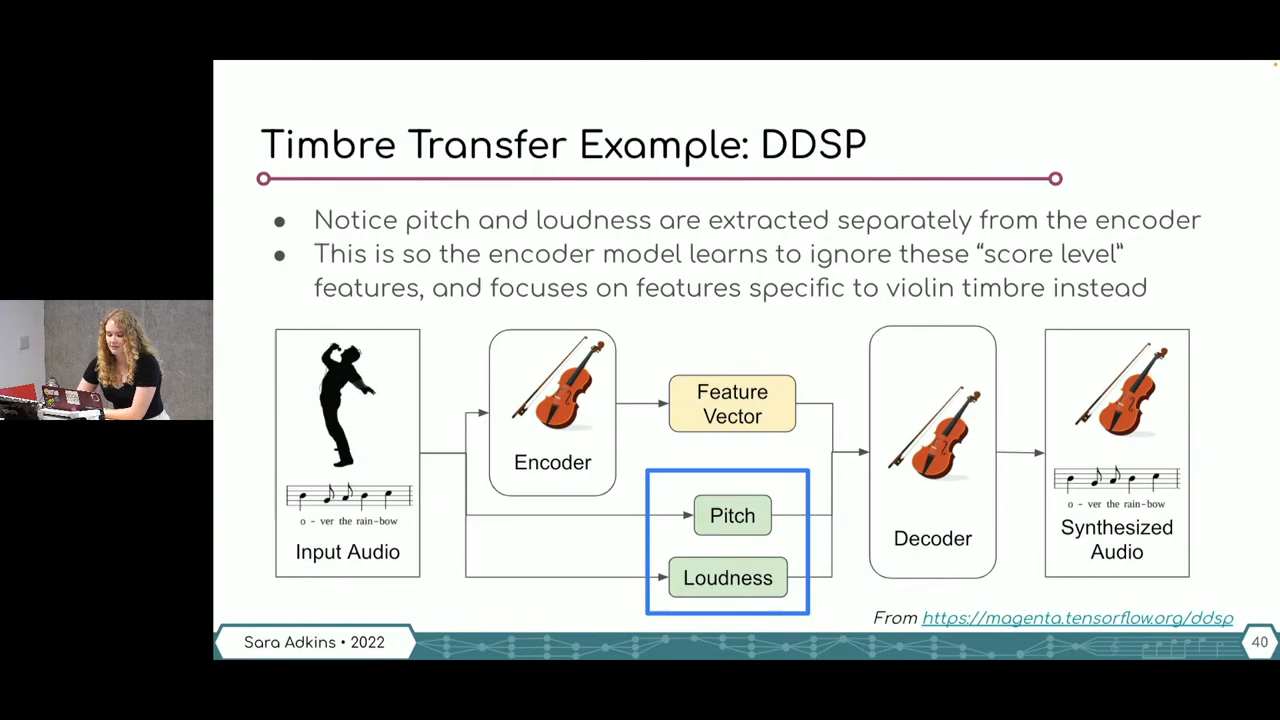 Timbre Transfer Example: DDSP
● Notice pitch and loudness are extracted separately from the encoder
● This is so the encoder model learns to ignore these “score level”
features, and focuses on features specific to violin timbre instead
o - ver the rain-bow
Input Audio
Encoder
Feature
Vector
Pitch
Loudness
Decoder
o - ver the rain-bow
Synthesized
Audio
From https://magenta.tensorflow.org/ddsp
Sara Adkins • 2022
40